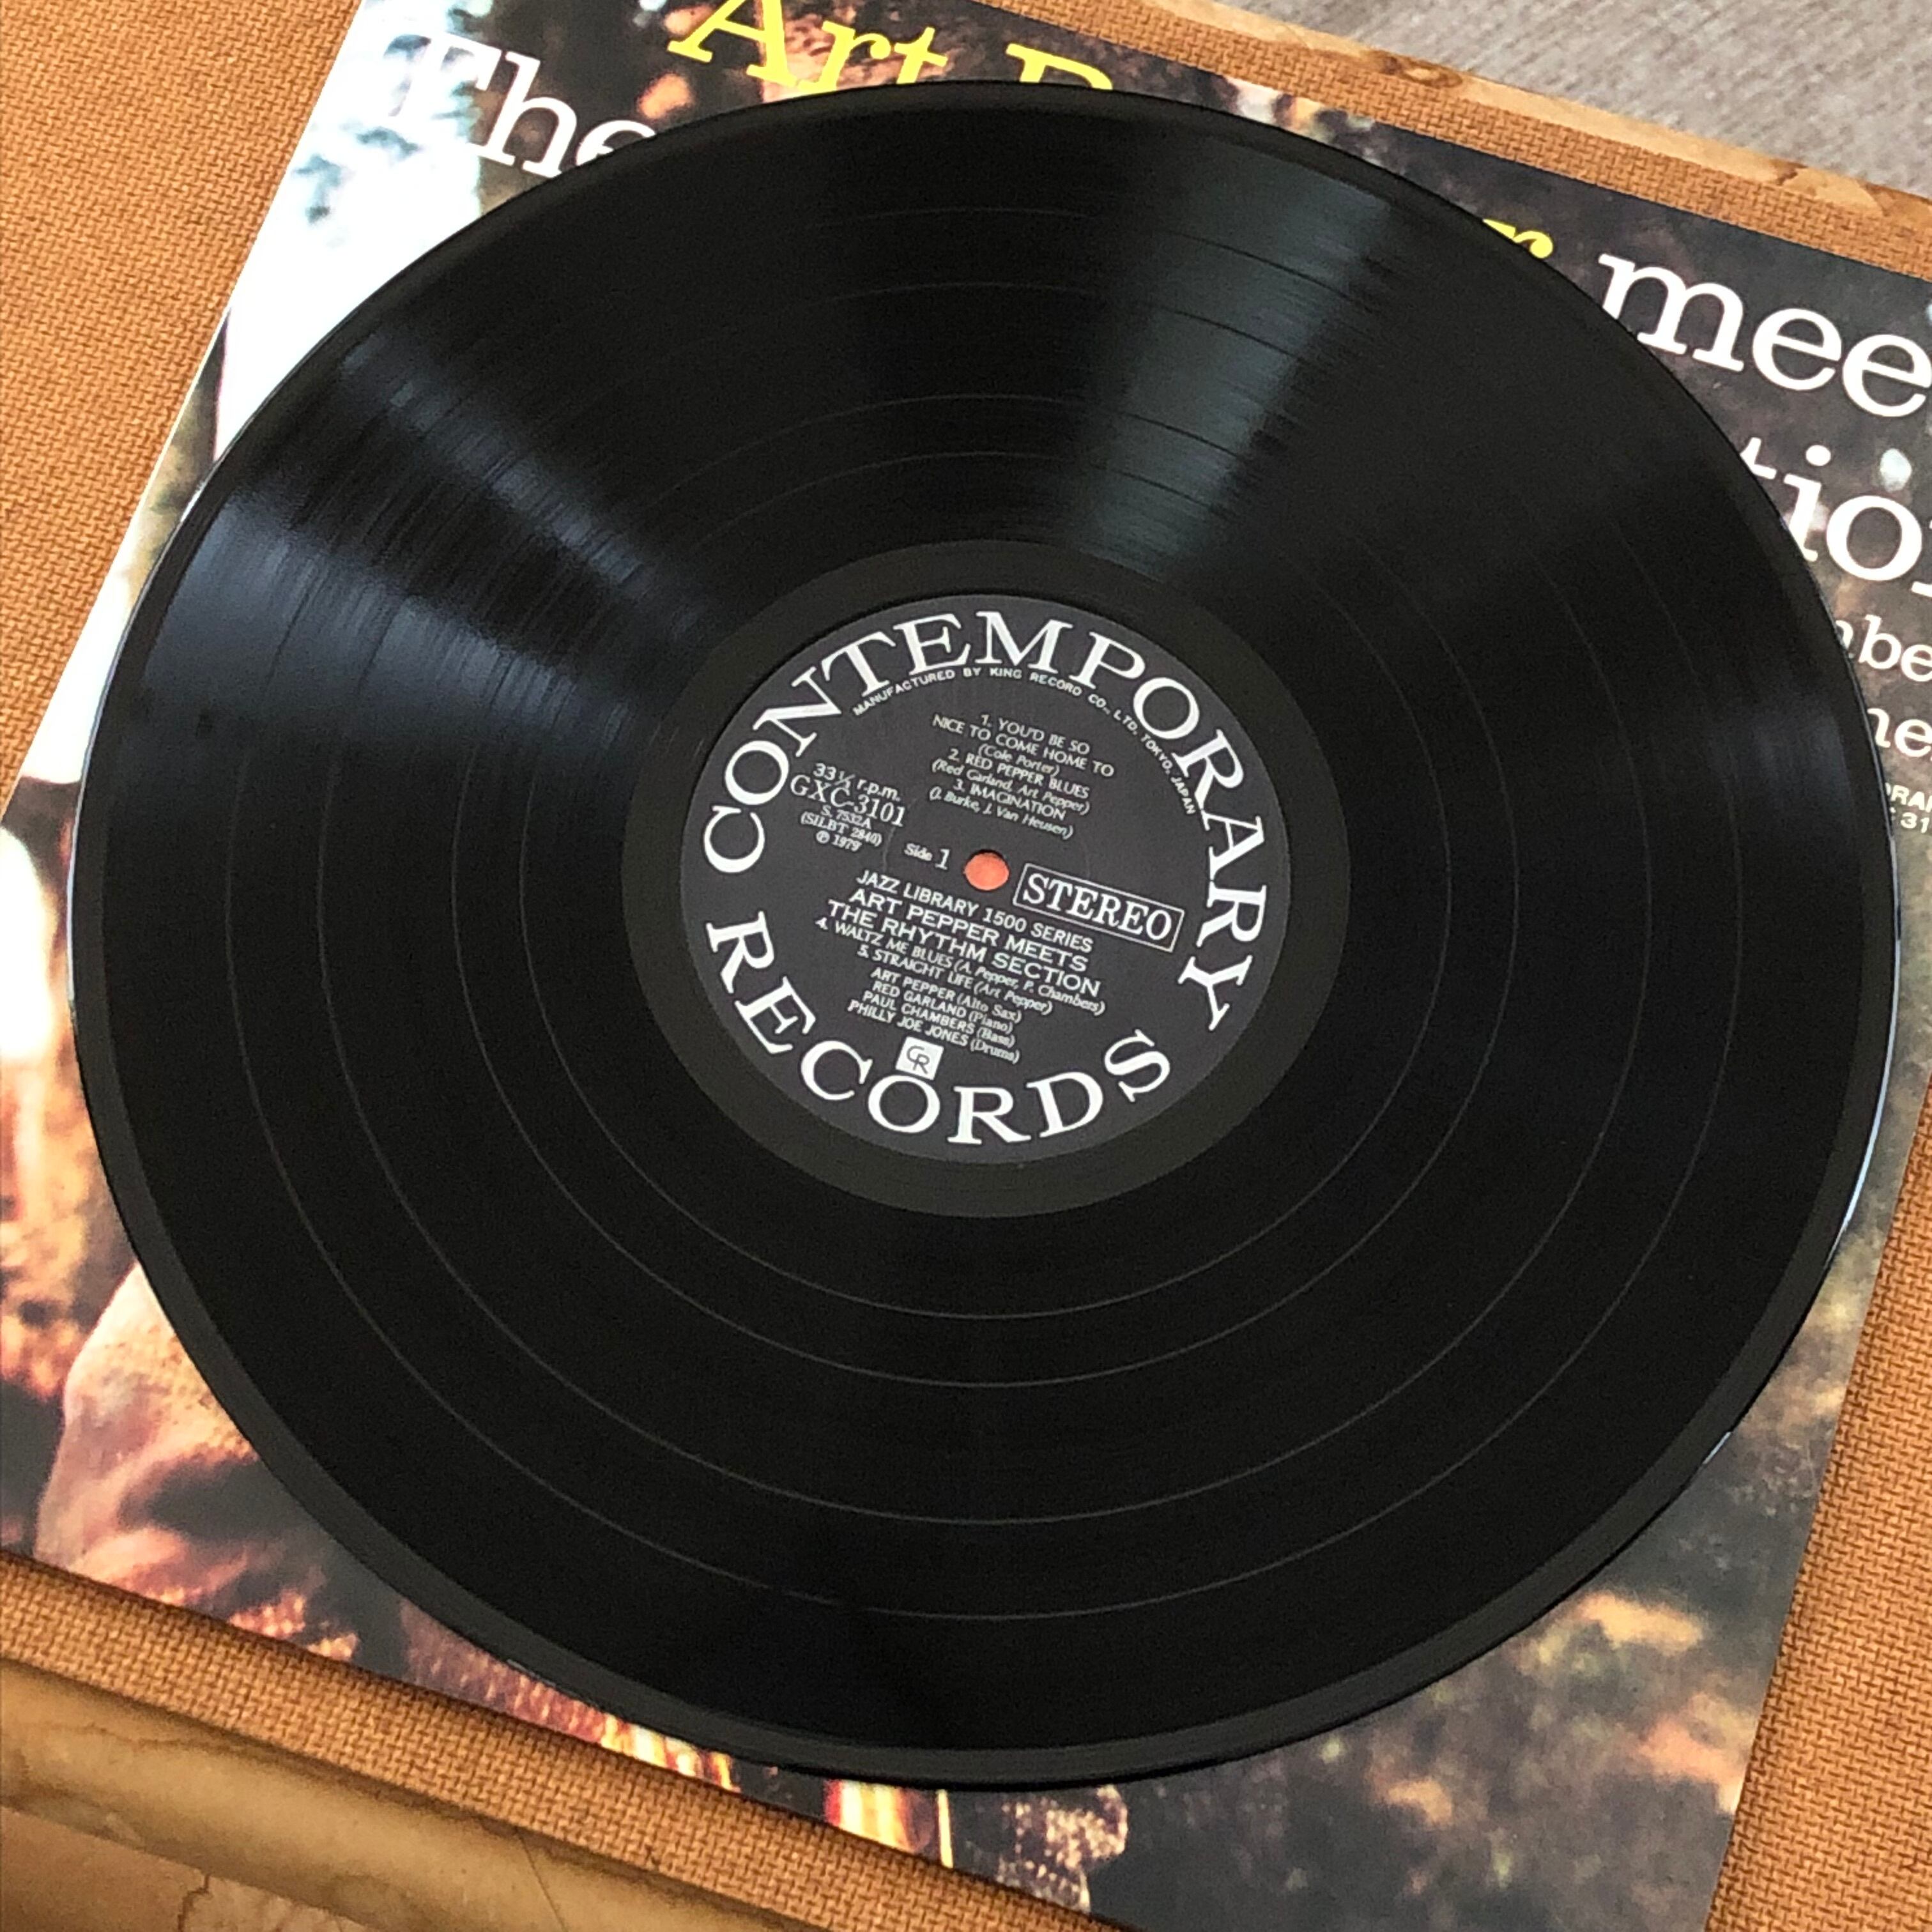 Art
The
meet
CONTEMPORARY
MANUFACTURED BY KING RECORD CO., LTD. TOKYO, JAPAN
1. YOU'D BE SO
NICE TO COME HOME TO
(Cole Porter)
2. RED PEPPER BLUES
(Red Garland, Art Pepper)
3. IMAGINATION
(J. Burke, J. Van Heusen)
33⅓ r.p.m.
GXC-3101
S. 7532A
(SILBT 2840)
℗ 1979
Side 1
STEREO
JAZZ LIBRARY 1500 SERIES
ART PEPPER MEETS
THE RHYTHM SECTION
4. WALTZ ME BLUES (A. Pepper, P. Chambers)
5. STRAIGHT LIFE (Art Pepper)
ART PEPPER (Alto Sax)
RED GARLAND (Piano)
PAUL CHAMBERS (Bass)
PHILLY JOE JONES (Drums)
CR
RECORDS